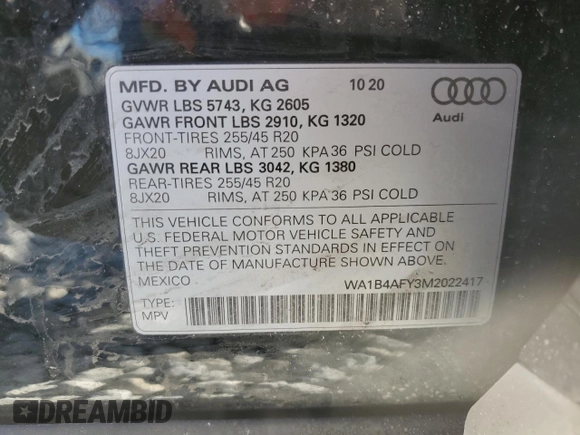 MFD. BY AUDI AG 10 20
GVWR LBS 5743, KG 2605
GAWR FRONT LBS 2910, KG 1320
FRONT-TIRES 255/45 R20
8JX20 RIMS, AT 250 KPA 36 PSI COLD
GAWR REAR LBS 3042, KG 1380
REAR-TIRES 255/45 R20
8JX20 RIMS, AT 250 KPA 36 PSI COLD
Audi
THIS VEHICLE CONFORMS TO ALL APPLICABLE
U.S. FEDERAL MOTOR VEHICLE SAFETY AND
THEFT PREVENTION STANDARDS IN EFFECT ON
THE DATE OF MANUFACTURE SHOWN ABOVE.
MEXICO WA1B4AFY3M2022417
TYPE:
MPV
DREAMBID